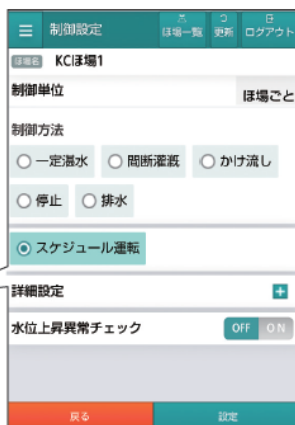 制御設定
ほ場一覧 更新 ログアウト
ほ場名 KCほ場1
制御単位
ほ場ごと
制御方法
一定湛水 間断灌漑 かけ流し
停止 排水
スケジュール運転
詳細設定
水位上昇異常チェック OFF ON
戻る 設定